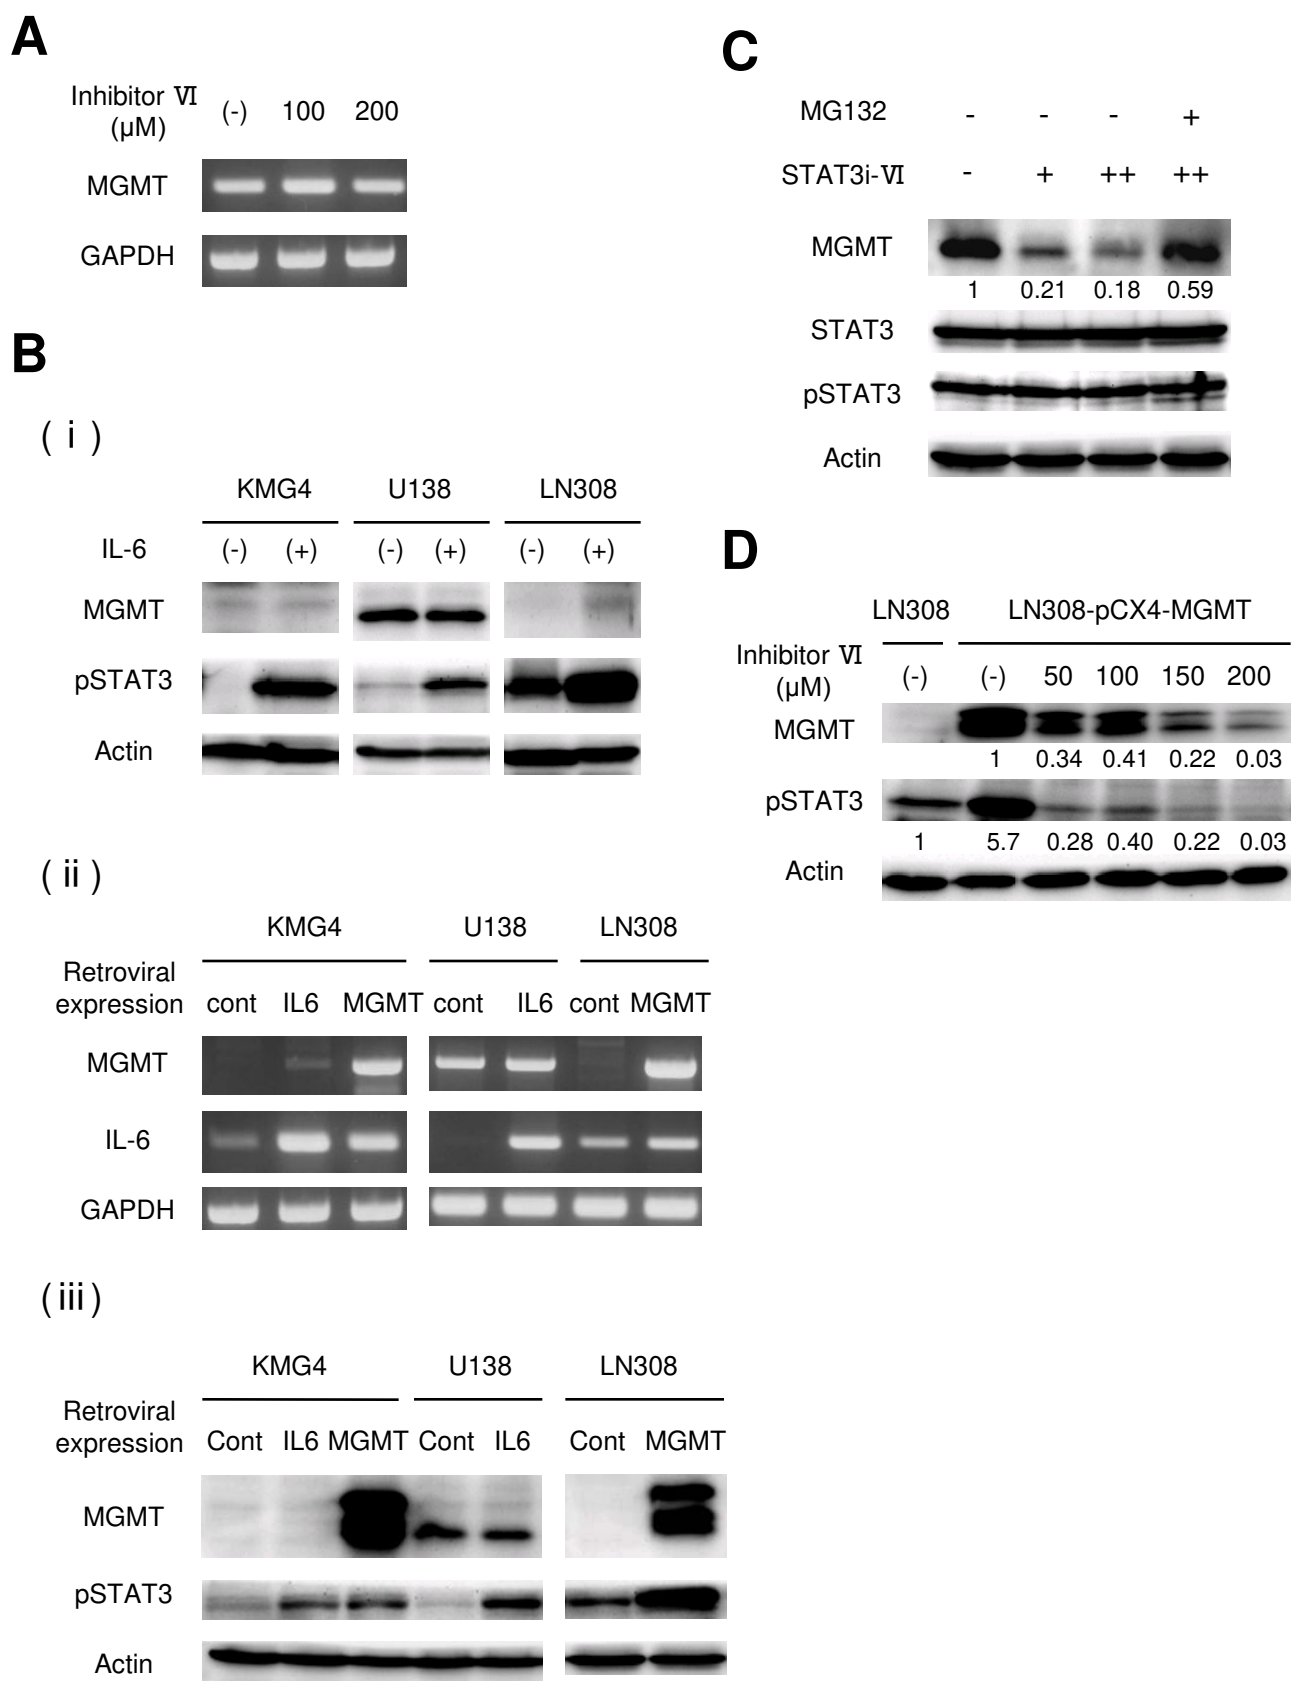 A
Inhibitor Ⅵ
(μM)
(-) 100 200
MGMT
GAPDH
B
( i )
KMG4 U138 LN308
IL-6 (-) (+) (-) (+) (-) (+)
MGMT
pSTAT3
Actin
( ii )
KMG4 U138 LN308
Retroviral
expression
cont IL6 MGMT cont IL6 cont MGMT
MGMT
IL-6
GAPDH
(iii)
KMG4 U138 LN308
Retroviral
expression
Cont IL6 MGMT Cont IL6 Cont MGMT
MGMT
pSTAT3
Actin
C
MG132 - - - +
STAT3i-Ⅵ - + ++ ++
MGMT
1 0.21 0.18 0.59
STAT3
pSTAT3
Actin
D
LN308 LN308-pCX4-MGMT
Inhibitor Ⅵ
(μM)
(-) (-) 50 100 150 200
MGMT
1 0.34 0.41 0.22 0.03
pSTAT3
1 5.7 0.28 0.40 0.22 0.03
Actin